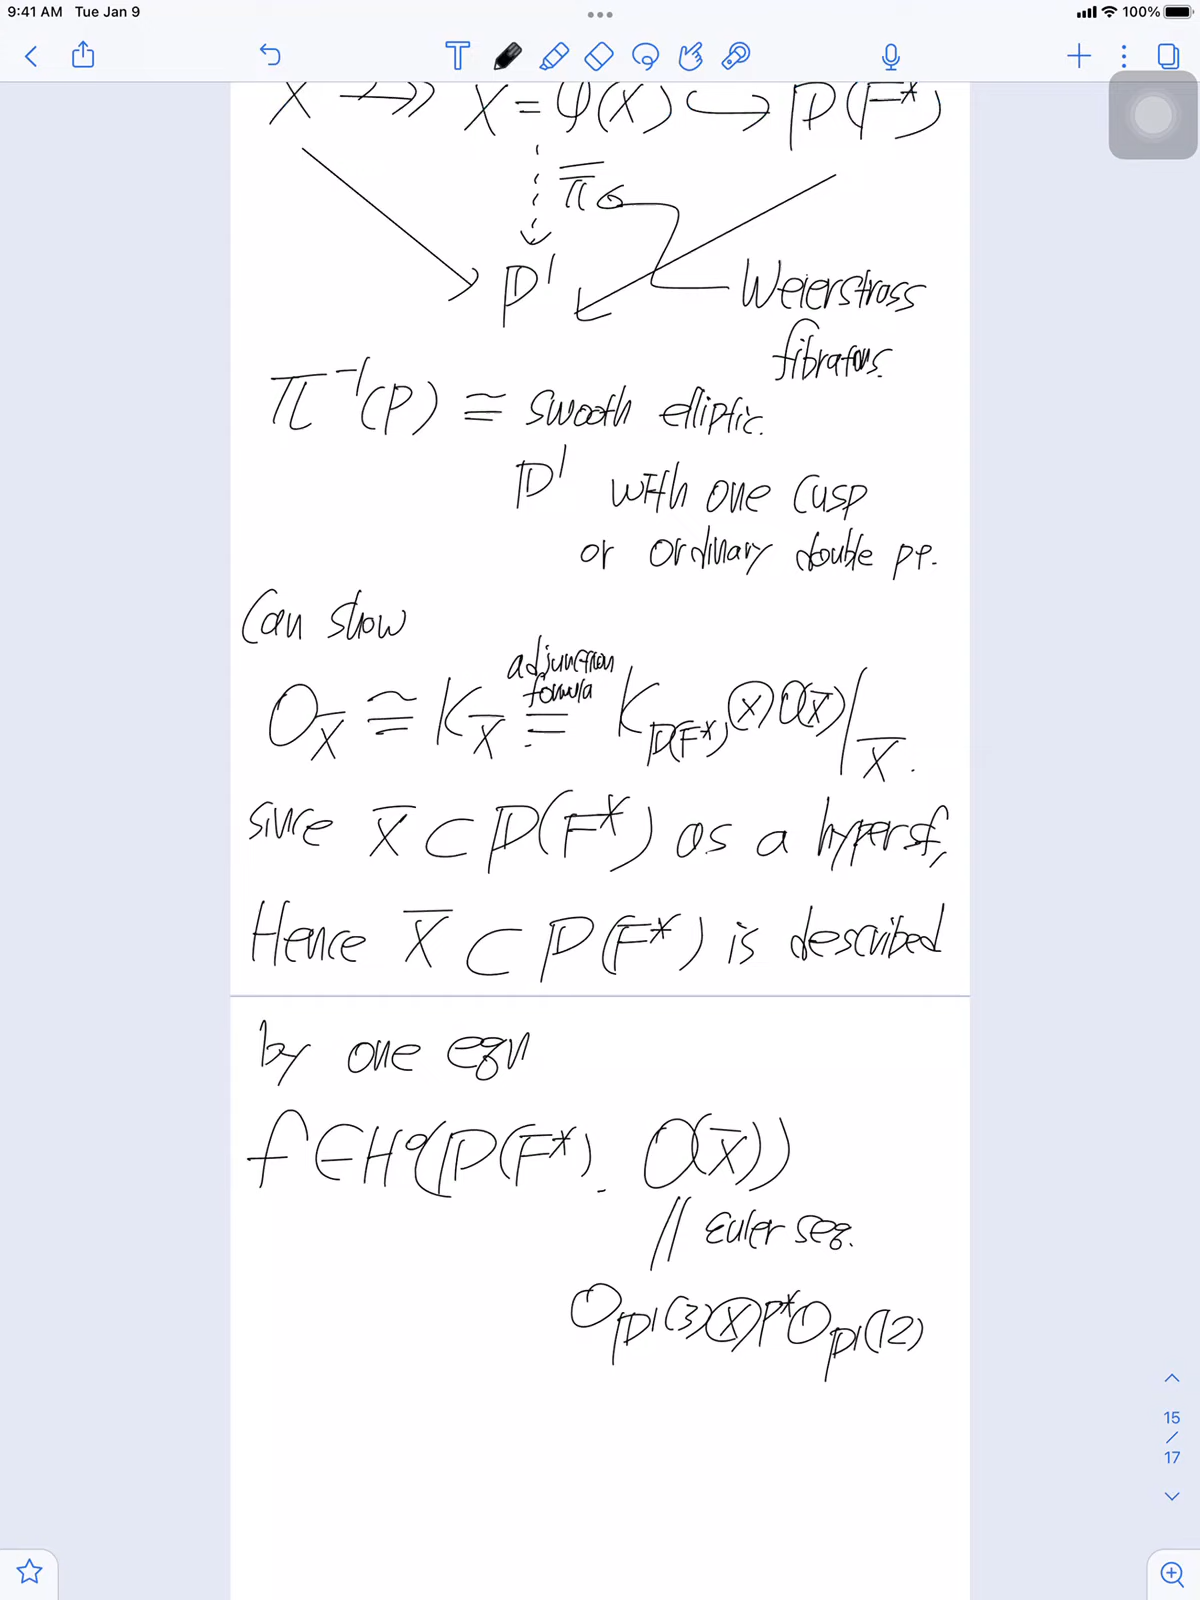 9:41 AM Tue Jan 9
100%
X ↠ X̄ = Ψ(X) ↪ P(F*)
π̄
P¹
Weierstrass
fibrations.
π̄⁻¹(p) ≅ smooth elliptic.
P¹ with one cusp
or ordinary double pt.
Can show
adjunction
formula
O_X̄ ≅ K_X̄ ≅ K_P(F*) ⊗ O(X̄)|_X̄.
since X̄ ⊂ P(F*) as a hypersf,
Hence X̄ ⊂ P(F*) is described
by one eqn
f ∈ H⁰(P(F*), O(X̄))
|| Euler seq.
O_P¹(3) ⊗ p*O_P¹(12)
15
/
17